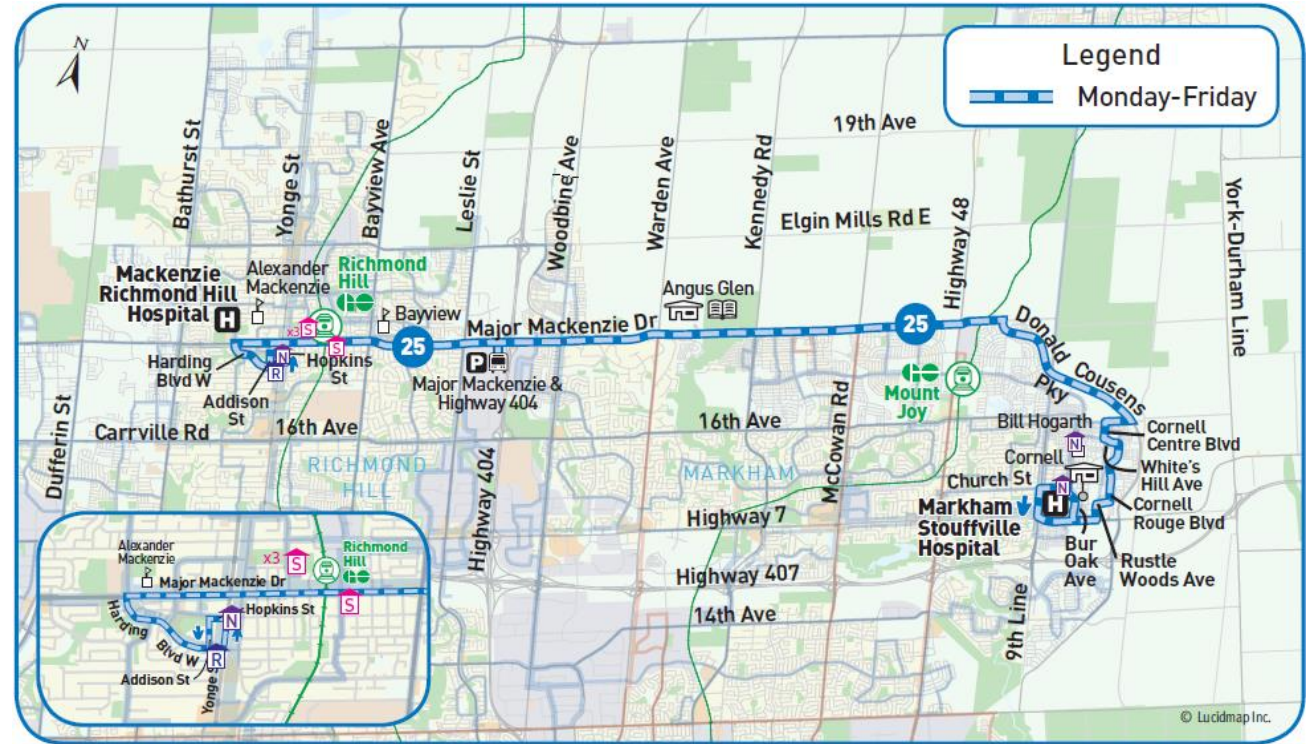 N
Legend
Monday-Friday
19th Ave
Bathurst St
Yonge St
Bayview Ave
Leslie St
Woodbine Ave
Warden Ave
Kennedy Rd
Elgin Mills Rd E
Highway 48
York-Durham Line
Mackenzie
Richmond Hill
Hospital
H
Alexander
Mackenzie
Richmond
Hill
GO
x3
S
Bayview
S
25
Major Mackenzie Dr
Angus Glen
25
Donald Cousens
Pky
Harding
Blvd W
N
R
Hopkins
St
P
Major Mackenzie &
Highway 404
Addison
St
GO
Mount
Joy
McCowan Rd
Dufferin St
Carrville Rd
16th Ave
16th Ave
Bill Hogarth
N
Cornell
Centre Blvd
RICHMOND
HILL
MARKHAM
Highway 404
Cornell
White's
Hill Ave
Church St
N
H
Markham
Stouffville
Hospital
Cornell
Rouge Blvd
Highway 7
Bur
Oak
Ave
Rustle
Woods Ave
Highway 407
14th Ave
9th Line
Alexander
Mackenzie
x3
S
Richmond
Hill
GO
Major Mackenzie Dr
S
Harding
Blvd W
N
Hopkins St
R
Addison St
Yonge S
© Lucidmap Inc.